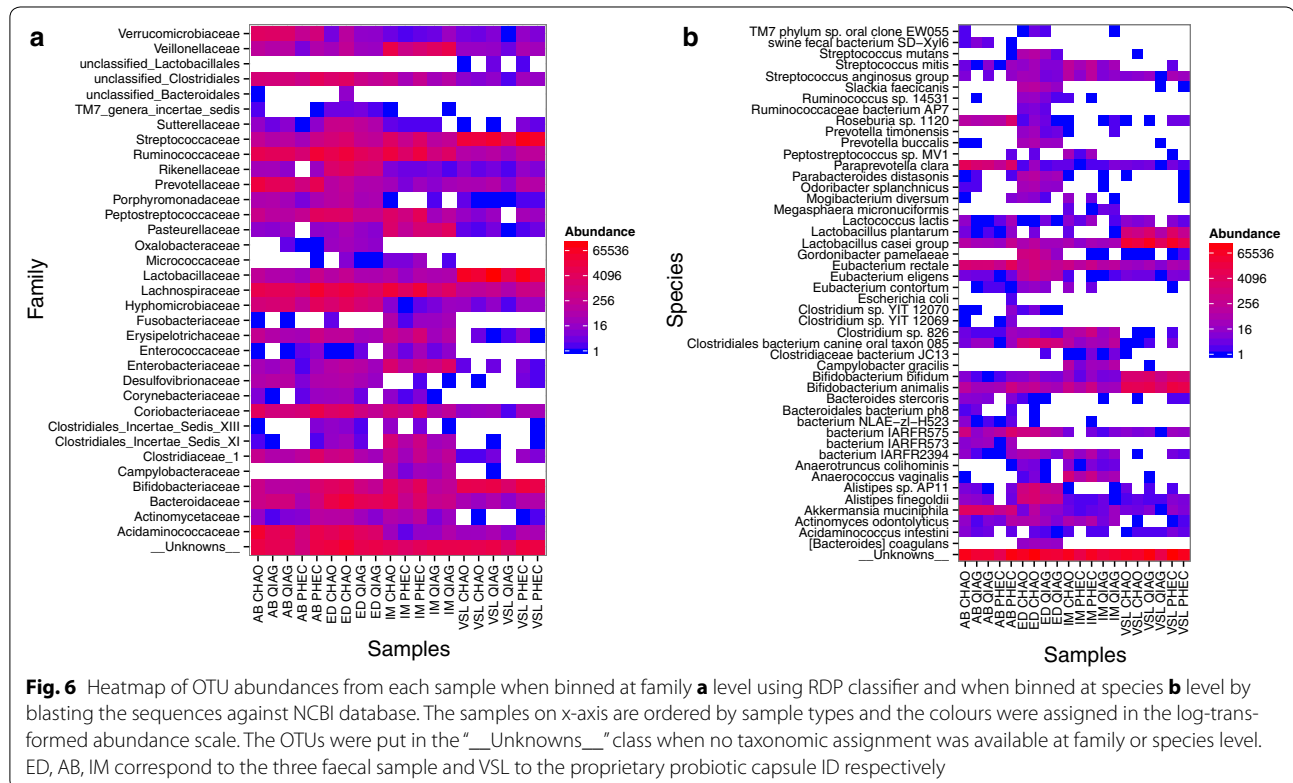 a
Family
Verrucomicrobiaceae
Veillonellaceae
unclassified_Lactobacillales
unclassified_Clostridiales
unclassified_Bacteroidales
TM7_genera_incertae_sedis
Sutterellaceae
Streptococcaceae
Ruminococcaceae
Rikenellaceae
Prevotellaceae
Porphyromonadaceae
Peptostreptococcaceae
Pasteurellaceae
Oxalobacteraceae
Micrococcaceae
Lactobacillaceae
Lachnospiraceae
Hyphomicrobiaceae
Fusobacteriaceae
Erysipelotrichaceae
Enterococcaceae
Enterobacteriaceae
Desulfovibrionaceae
Corynebacteriaceae
Coriobacteriaceae
Clostridiales_Incertae_Sedis_XIII
Clostridiales_Incertae_Sedis_XI
Clostridiaceae_1
Campylobacteraceae
Bifidobacteriaceae
Bacteroidaceae
Actinomycetaceae
Acidaminococcaceae
__Unknowns__
AB CHAO
AB QIAG
AB QIAG
AB PHEC
AB PHEC
ED CHAO
ED CHAO
ED QIAG
ED QIAG
IM CHAO
IM PHEC
IM PHEC
IM QIAG
IM QIAG
VSL CHAO
VSL CHAO
VSL QIAG
VSL QIAG
VSL PHEC
VSL PHEC
Samples
Abundance
65536
4096
256
16
1
b
Species
TM7 phylum sp. oral clone EW055
swine fecal bacterium SD−Xyl6
Streptococcus mutans
Streptococcus mitis
Streptococcus anginosus group
Slackia faecicanis
Ruminococcus sp. 14531
Ruminococcaceae bacterium AP7
Roseburia sp. 1120
Prevotella timonensis
Prevotella buccalis
Peptostreptococcus sp. MV1
Paraprevotella clara
Parabacteroides distasonis
Odoribacter splanchnicus
Mogibacterium diversum
Megasphaera micronuciformis
Lactococcus lactis
Lactobacillus plantarum
Lactobacillus casei group
Gordonibacter pamelaeae
Eubacterium rectale
Eubacterium eligens
Eubacterium contortum
Escherichia coli
Clostridium sp. YIT 12070
Clostridium sp. YIT 12069
Clostridium sp. 826
Clostridiales bacterium canine oral taxon 085
Clostridiaceae bacterium JC13
Campylobacter gracilis
Bifidobacterium bifidum
Bifidobacterium animalis
Bacteroides stercoris
Bacteroidales bacterium ph8
bacterium NLAE−zl−H523
bacterium IARFR575
bacterium IARFR573
bacterium IARFR2394
Anaerotruncus colihominis
Anaerococcus vaginalis
Alistipes sp. AP11
Alistipes finegoldii
Akkermansia muciniphila
Actinomyces odontolyticus
Acidaminococcus intestini
[Bacteroides] coagulans
__Unknowns__
AB CHAO
AB QIAG
AB QIAG
AB PHEC
AB PHEC
ED CHAO
ED CHAO
ED QIAG
ED QIAG
IM CHAO
IM PHEC
IM PHEC
IM QIAG
IM QIAG
VSL CHAO
VSL CHAO
VSL QIAG
VSL QIAG
VSL PHEC
VSL PHEC
Samples
Abundance
65536
4096
256
16
1
Fig. 6 Heatmap of OTU abundances from each sample when binned at family a level using RDP classifier and when binned at species b level by
blasting the sequences against NCBI database. The samples on x-axis are ordered by sample types and the colours were assigned in the log-trans-
formed abundance scale. The OTUs were put in the “__Unknowns__” class when no taxonomic assignment was available at family or species level.
ED, AB, IM correspond to the three faecal sample and VSL to the proprietary probiotic capsule ID respectively